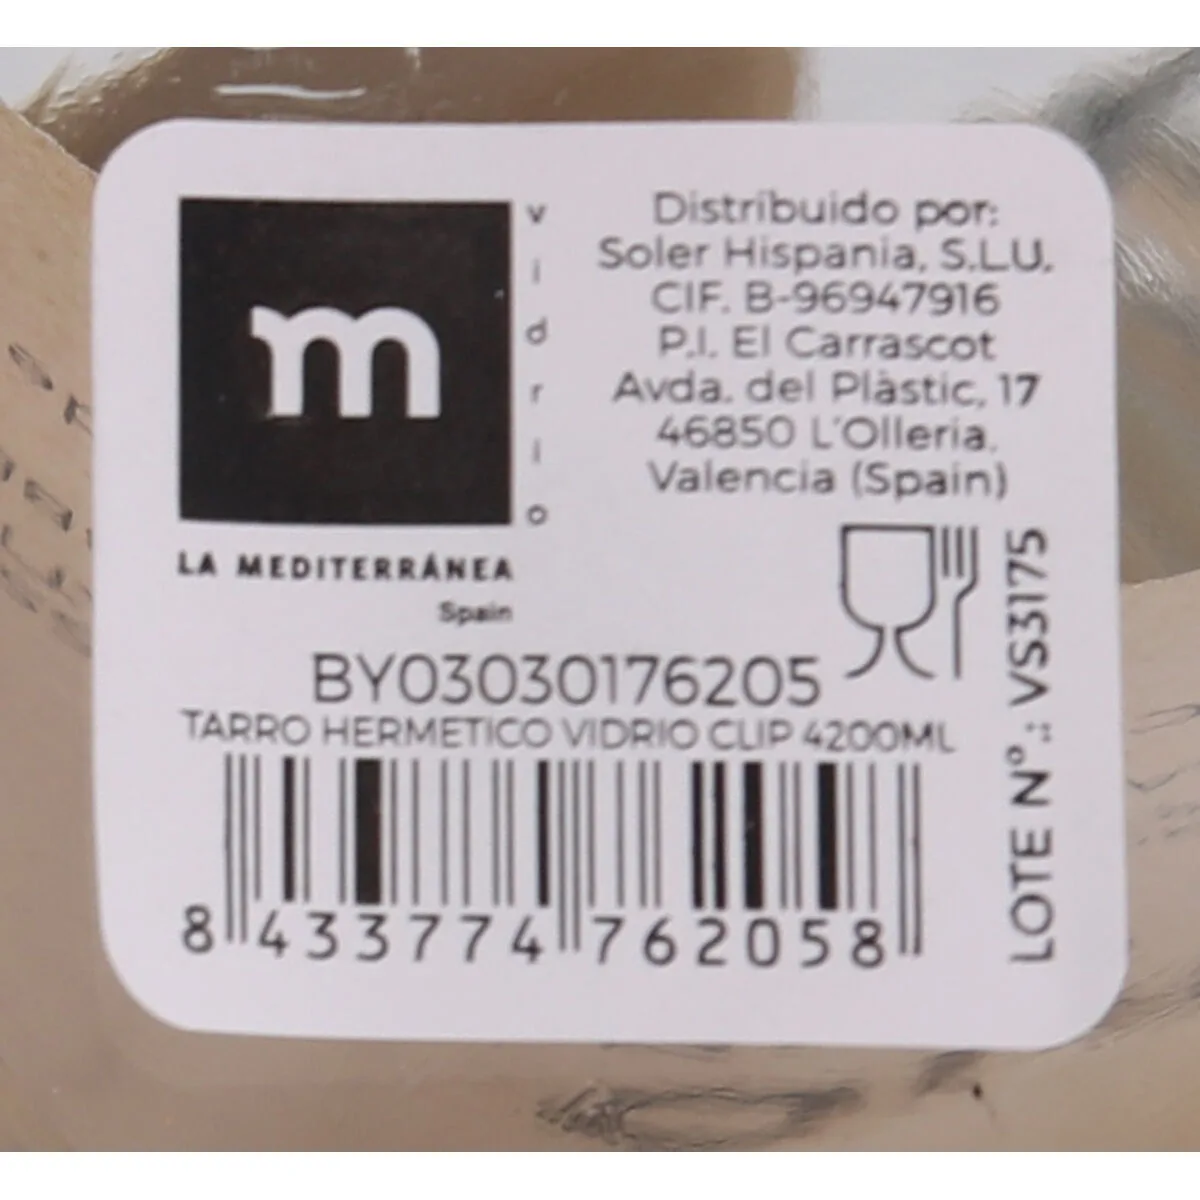 m
vidrio
LA MEDITERRÁNEA
Spain
Distribuido por:
Soler Hispania, S.L.U.
CIF. B-96947916
P.I. El Carrascot
Avda. del Plàstic, 17
46850 L'Olleria.
Valencia (Spain)
BY03030176205
TARRO HERMETICO VIDRIO CLIP 4200ML
8 433774 762058
LOTE Nº.: VS3175